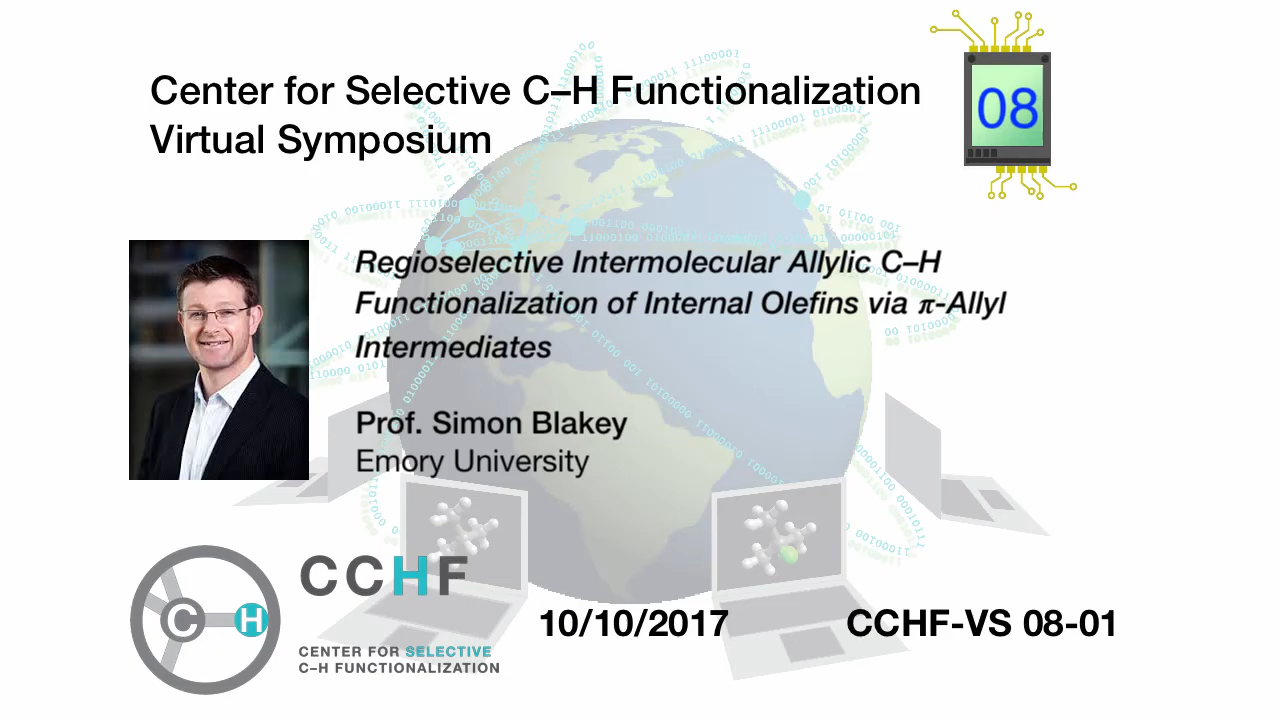 Center for Selective C–H Functionalization
Virtual Symposium
08
Regioselective Intermolecular Allylic C–H
Functionalization of Internal Olefins via π-Allyl
Intermediates
Prof. Simon Blakey
Emory University
C H
CCHF
CENTER FOR SELECTIVE
C–H FUNCTIONALIZATION
10/10/2017
CCHF-VS 08-01